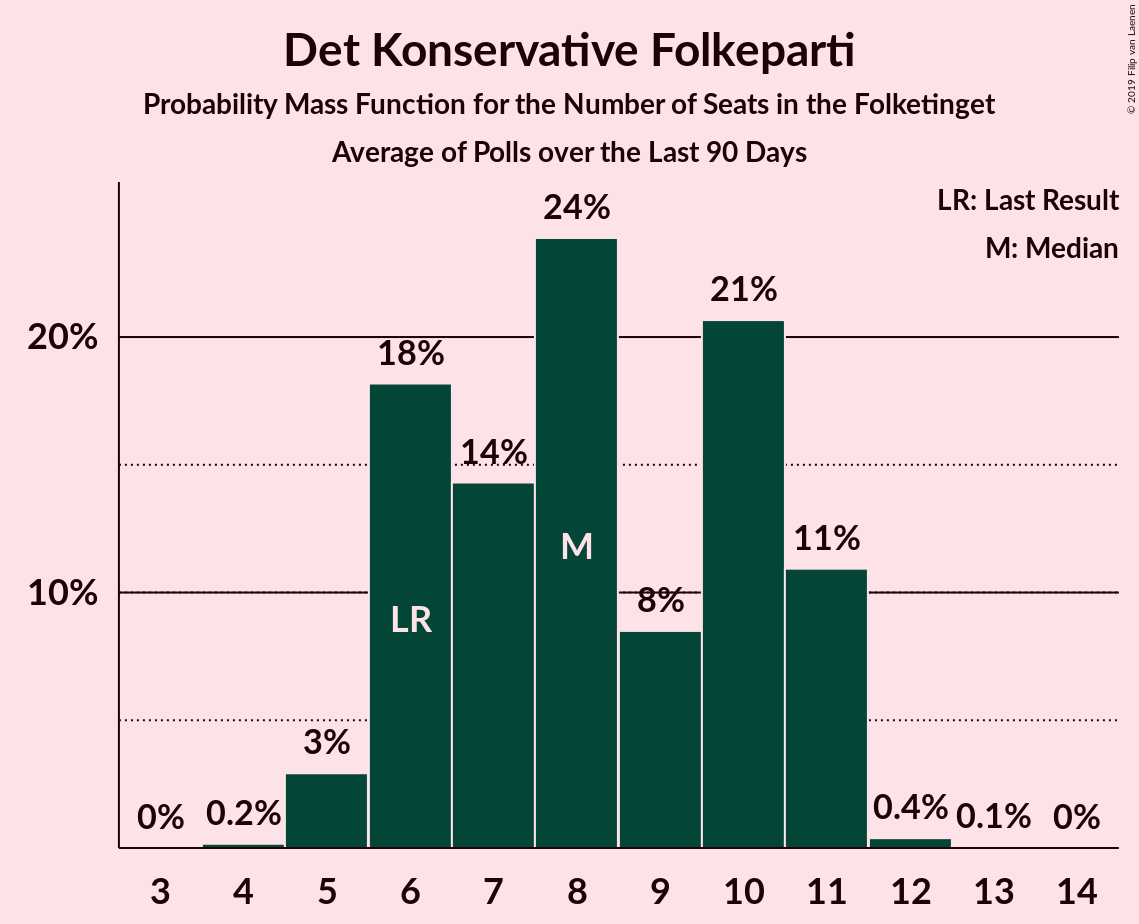 Det Konservative Folkeparti
Probability Mass Function for the Number of Seats in the Folketinget
Average of Polls over the Last 90 Days
© 2019 Filip van Laenen
LR: Last Result
M: Median
20%
10%
0%
0.2%
3%
18%
14%
24%
8%
21%
11%
0.4%
0.1%
0%
LR
M
3 4 5 6 7 8 9 10 11 12 13 14